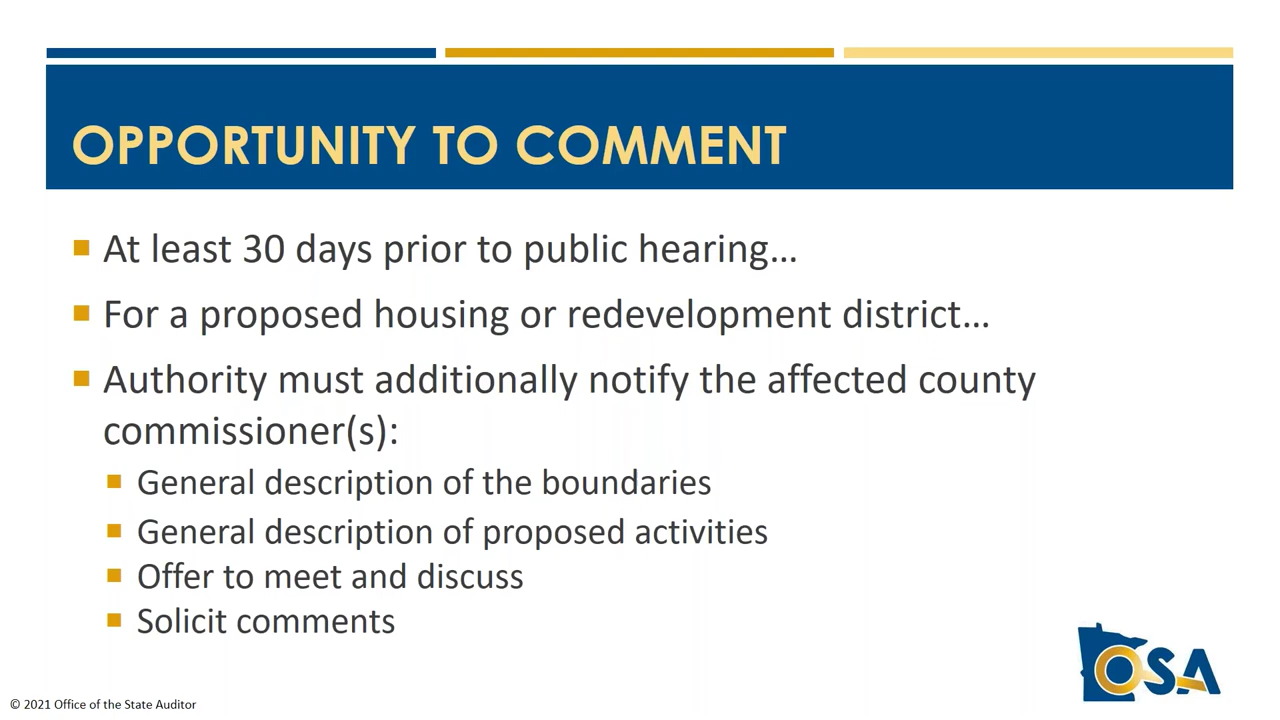 OPPORTUNITY TO COMMENT
At least 30 days prior to public hearing…
For a proposed housing or redevelopment district…
Authority must additionally notify the affected county
commissioner(s):
General description of the boundaries
General description of proposed activities
Offer to meet and discuss
Solicit comments
OSA
© 2021 Office of the State Auditor